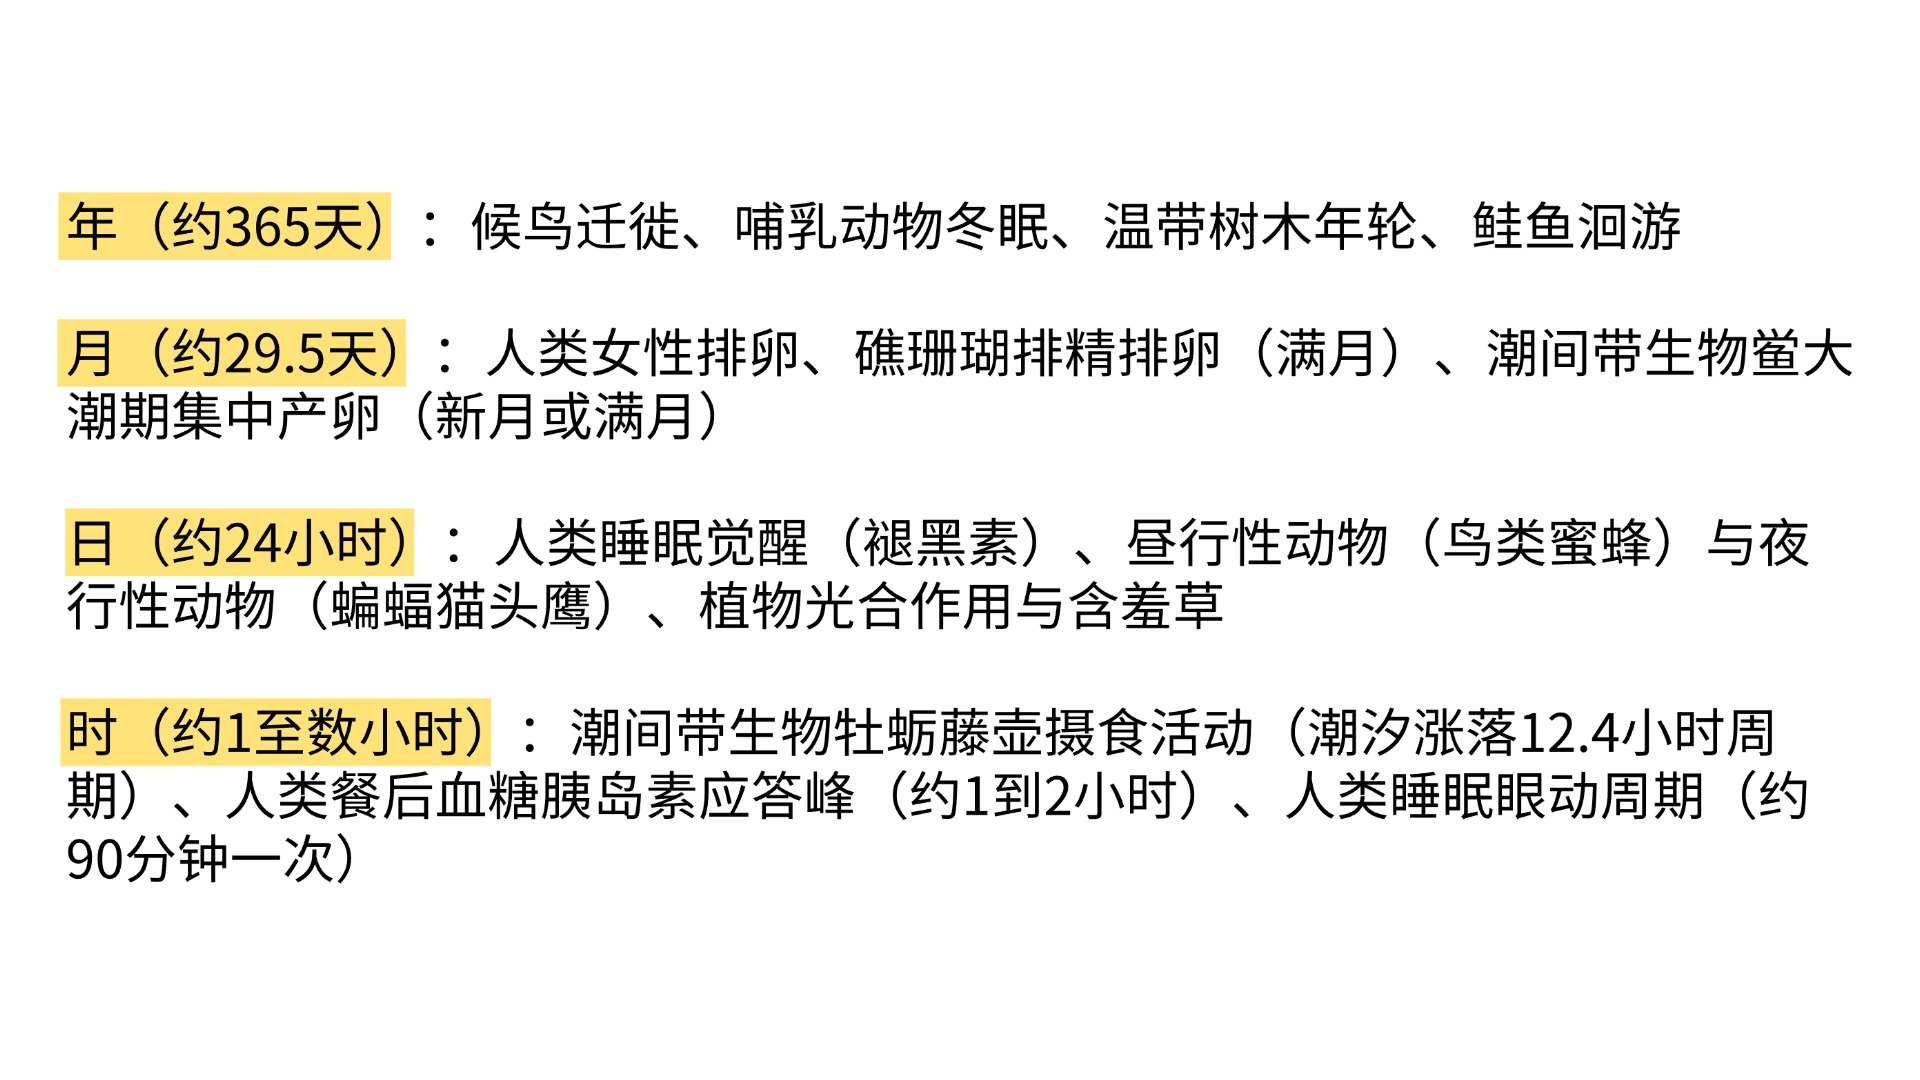 年（约365天）：候鸟迁徙、哺乳动物冬眠、温带树木年轮、鲑鱼洄游
月（约29.5天）：人类女性排卵、礁珊瑚排精排卵（满月）、潮间带生物鲎大
潮期集中产卵（新月或满月）
日（约24小时）：人类睡眠觉醒（褪黑素）、昼行性动物（鸟类蜜蜂）与夜
行性动物（蝙蝠猫头鹰）、植物光合作用与含羞草
时（约1至数小时）：潮间带生物牡蛎藤壶摄食活动（潮汐涨落12.4小时周
期）、人类餐后血糖胰岛素应答峰（约1到2小时）、人类睡眠眼动周期（约
90分钟一次）